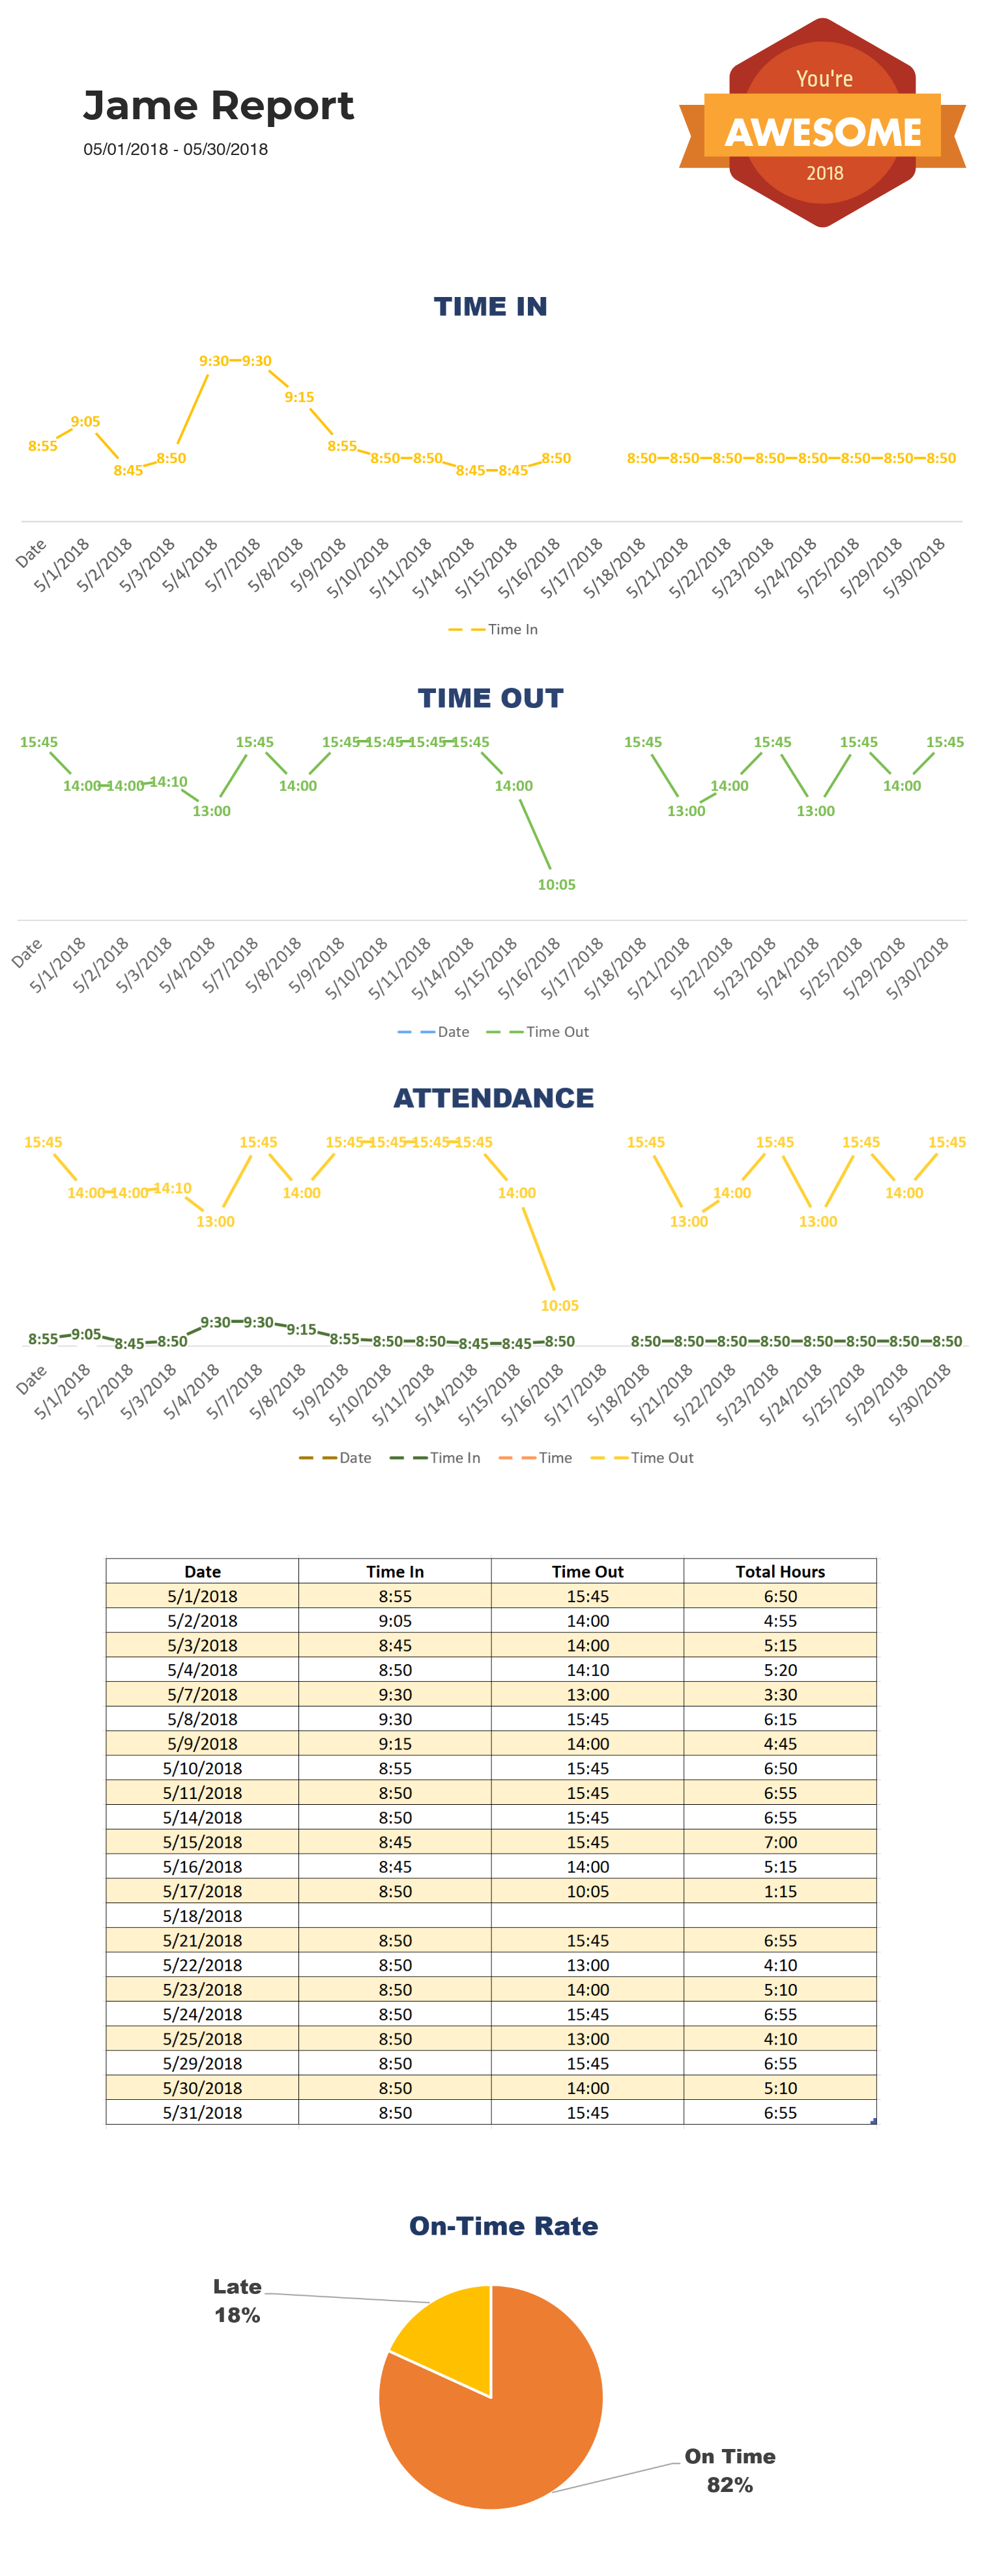 You're
AWESOME
2018
Jame Report
05/01/2018 - 05/30/2018
TIME IN
8:55 9:05 8:45 8:50 9:30 9:30 9:15 8:55 8:50 8:50 8:45 8:45 8:50 8:50 8:50 8:50 8:50 8:50 8:50 8:50 8:50
Date 5/1/2018 5/2/2018 5/3/2018 5/4/2018 5/7/2018 5/8/2018 5/9/2018 5/10/2018 5/11/2018 5/14/2018 5/15/2018 5/16/2018 5/17/2018 5/18/2018 5/21/2018 5/22/2018 5/23/2018 5/24/2018 5/25/2018 5/29/2018 5/30/2018
Time In
TIME OUT
15:45 14:00 14:00 14:10 13:00 15:45 14:00 15:45 15:45 15:45 15:45 14:00 10:05 15:45 13:00 14:00 15:45 13:00 15:45 14:00 15:45
Date 5/1/2018 5/2/2018 5/3/2018 5/4/2018 5/7/2018 5/8/2018 5/9/2018 5/10/2018 5/11/2018 5/14/2018 5/15/2018 5/16/2018 5/17/2018 5/18/2018 5/21/2018 5/22/2018 5/23/2018 5/24/2018 5/25/2018 5/29/2018 5/30/2018
Date Time Out
ATTENDANCE
15:45 14:00 14:00 14:10 13:00 15:45 14:00 15:45 15:45 15:45 15:45 14:00 10:05 15:45 13:00 14:00 15:45 13:00 15:45 14:00 15:45
8:55 9:05 8:45 8:50 9:30 9:30 9:15 8:55 8:50 8:50 8:45 8:45 8:50 8:50 8:50 8:50 8:50 8:50 8:50 8:50 8:50
Date 5/1/2018 5/2/2018 5/3/2018 5/4/2018 5/7/2018 5/8/2018 5/9/2018 5/10/2018 5/11/2018 5/14/2018 5/15/2018 5/16/2018 5/17/2018 5/18/2018 5/21/2018 5/22/2018 5/23/2018 5/24/2018 5/25/2018 5/29/2018 5/30/2018
Date Time In Time Time Out
Date Time In Time Out Total Hours
5/1/2018 8:55 15:45 6:50
5/2/2018 9:05 14:00 4:55
5/3/2018 8:45 14:00 5:15
5/4/2018 8:50 14:10 5:20
5/7/2018 9:30 13:00 3:30
5/8/2018 9:30 15:45 6:15
5/9/2018 9:15 14:00 4:45
5/10/2018 8:55 15:45 6:50
5/11/2018 8:50 15:45 6:55
5/14/2018 8:50 15:45 6:55
5/15/2018 8:45 15:45 7:00
5/16/2018 8:45 14:00 5:15
5/17/2018 8:50 10:05 1:15
5/18/2018
5/21/2018 8:50 15:45 6:55
5/22/2018 8:50 13:00 4:10
5/23/2018 8:50 14:00 5:10
5/24/2018 8:50 15:45 6:55
5/25/2018 8:50 13:00 4:10
5/29/2018 8:50 15:45 6:55
5/30/2018 8:50 14:00 5:10
5/31/2018 8:50 15:45 6:55
On-Time Rate
Late
18%
On Time
82%